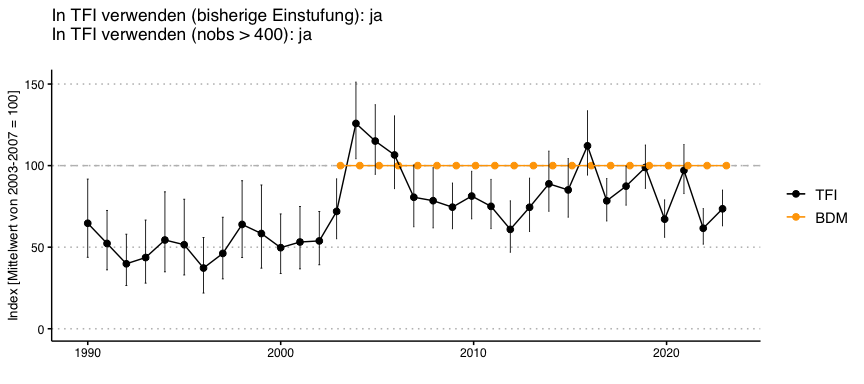 In TFI verwenden (bisherige Einstufung): ja
In TFI verwenden (nobs > 400): ja
Index [Mittelwert von 2003-2007 = 100]
150
100
50
0
1990
2000
2010
2020
TFI
BDM